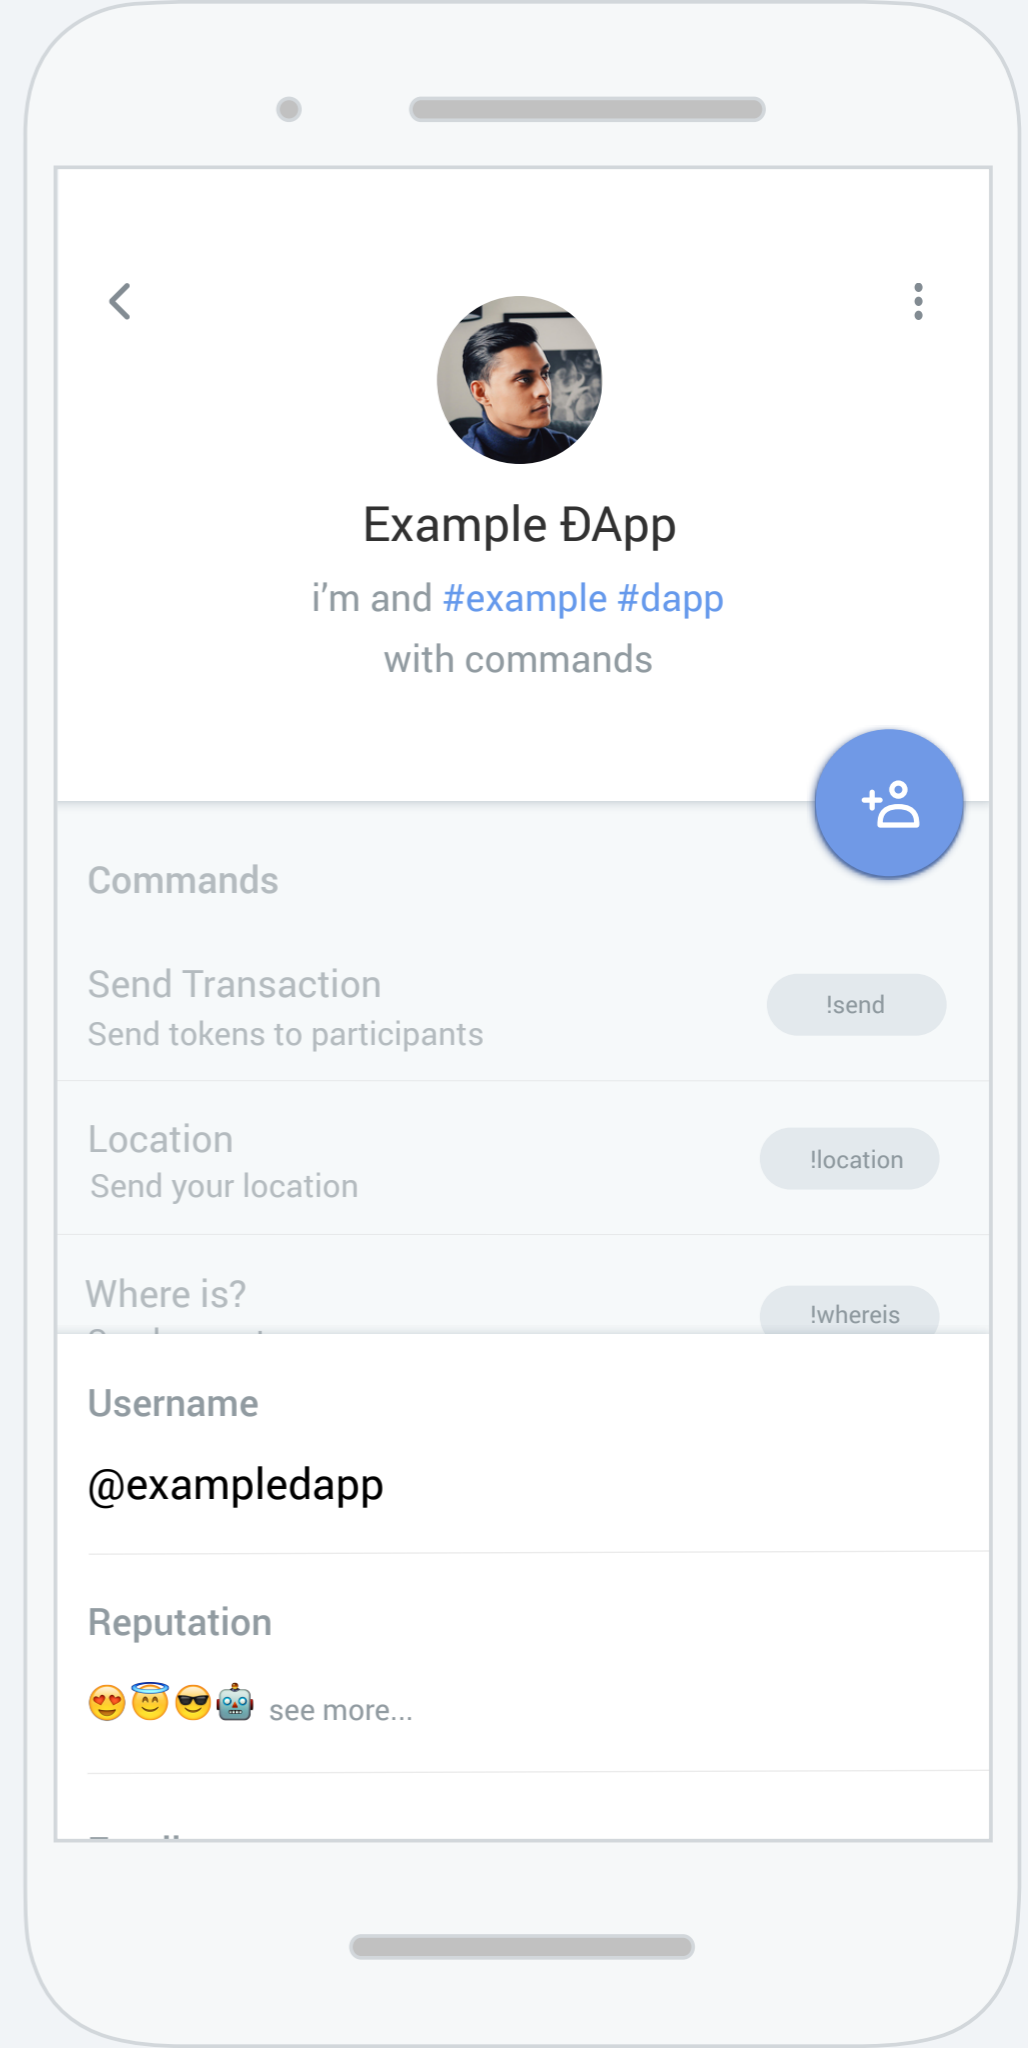 Example ĐApp
i'm and #example #dapp
with commands
Commands
Send Transaction
!send
Send tokens to participants
Location
!location
Send your location
Where is?
!whereis
Username
@exampledapp
Reputation
😍😇😎🤖 see more...